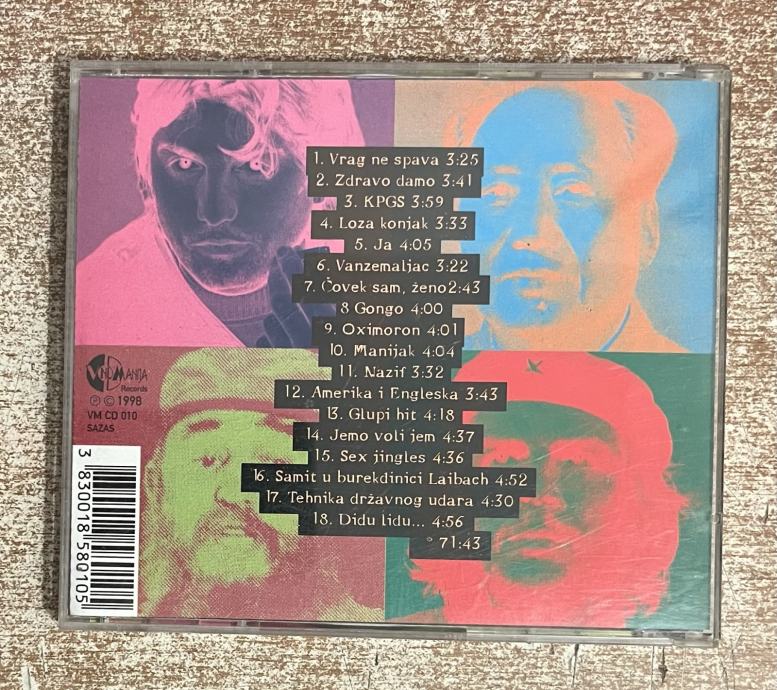 1. Vrag ne spava 3:25
2. Zdravo damo 3:41
3. KPGS 3:59
4. Loza konjak 3:33
5. Ja 4:05
6. Vanzemaljac 3:22
7. Čovek sam, ženo2:43
8 Gongo 4:00
9. Oximoron 4:01
10. Manijak 4:04
11. Nazif 3:32
12. Amerika i Engleska 3:43
13. Glupi hit 4:18
14. Jemo voli jem 4:37
15. Sex jingles 4:36
16. Samit u burekdinici Laibach 4:52
17. Tehnika državnog udara 4:30
18. Didu lidu... 4:56
° 71:43
VINDMANIJA
Records
℗ © 1998
VM CD 010
SAZAS
3 830018 580105